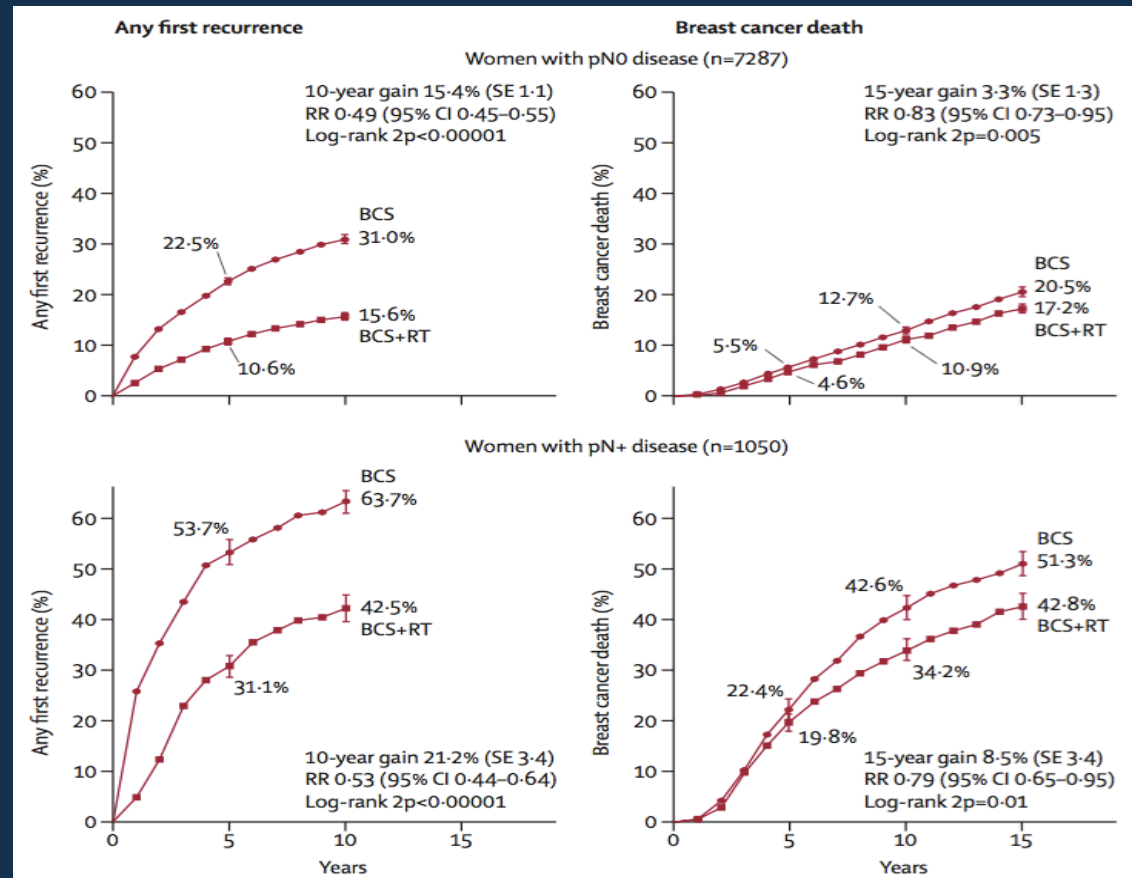 Any first recurrence
Breast cancer death
Women with pN0 disease (n=7287)
Any first recurrence (%)
60
50
40
30
20
10
0
10-year gain 15·4% (SE 1·1)
RR 0·49 (95% CI 0·45–0·55)
Log-rank 2p<0·00001
BCS
31·0%
22·5%
15·6%
BCS+RT
10·6%
0
5
10
15
Breast cancer death (%)
60
50
40
30
20
10
0
15-year gain 3·3% (SE 1·3)
RR 0·83 (95% CI 0·73–0·95)
Log-rank 2p=0·005
BCS
20·5%
17·2%
BCS+RT
12·7%
5·5%
10·9%
4·6%
0
5
10
15
Women with pN+ disease (n=1050)
Any first recurrence (%)
60
50
40
30
20
10
0
BCS
63·7%
53·7%
42·5%
BCS+RT
31·1%
10-year gain 21·2% (SE 3·4)
RR 0·53 (95% CI 0·44–0·64)
Log-rank 2p<0·00001
0
5
10
15
Years
Breast cancer death (%)
60
50
40
30
20
10
0
BCS
51·3%
42·6%
42·8%
BCS+RT
34·2%
22·4%
19·8%
15-year gain 8·5% (SE 3·4)
RR 0·79 (95% CI 0·65–0·95)
Log-rank 2p=0·01
0
5
10
15
Years